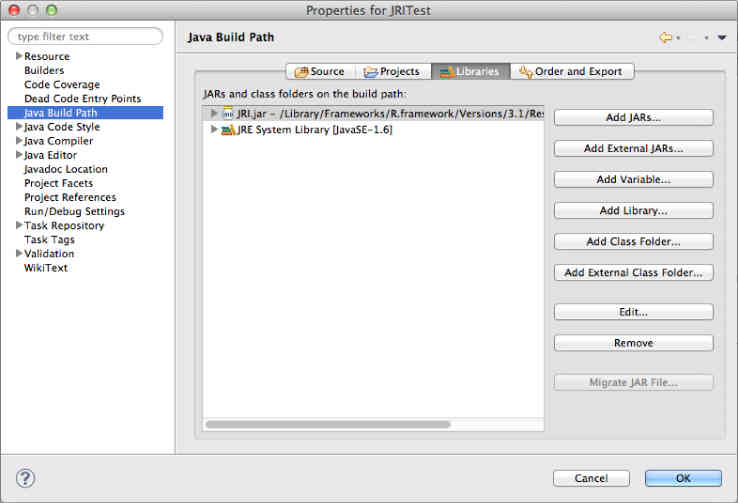 Properties for JRITest
type filter text
Resource
Builders
Code Coverage
Dead Code Entry Points
Java Build Path
Java Code Style
Java Compiler
Java Editor
Javadoc Location
Project Facets
Project References
Run/Debug Settings
Task Repository
Task Tags
Validation
WikiText
Java Build Path
Source Projects Libraries Order and Export
JARs and class folders on the build path:
JRI.jar - /Library/Frameworks/R.framework/Versions/3.1/Res
JRE System Library [JavaSE-1.6]
Add JARs...
Add External JARs...
Add Variable...
Add Library...
Add Class Folder...
Add External Class Folder...
Edit...
Remove
Migrate JAR File...
?
Cancel OK